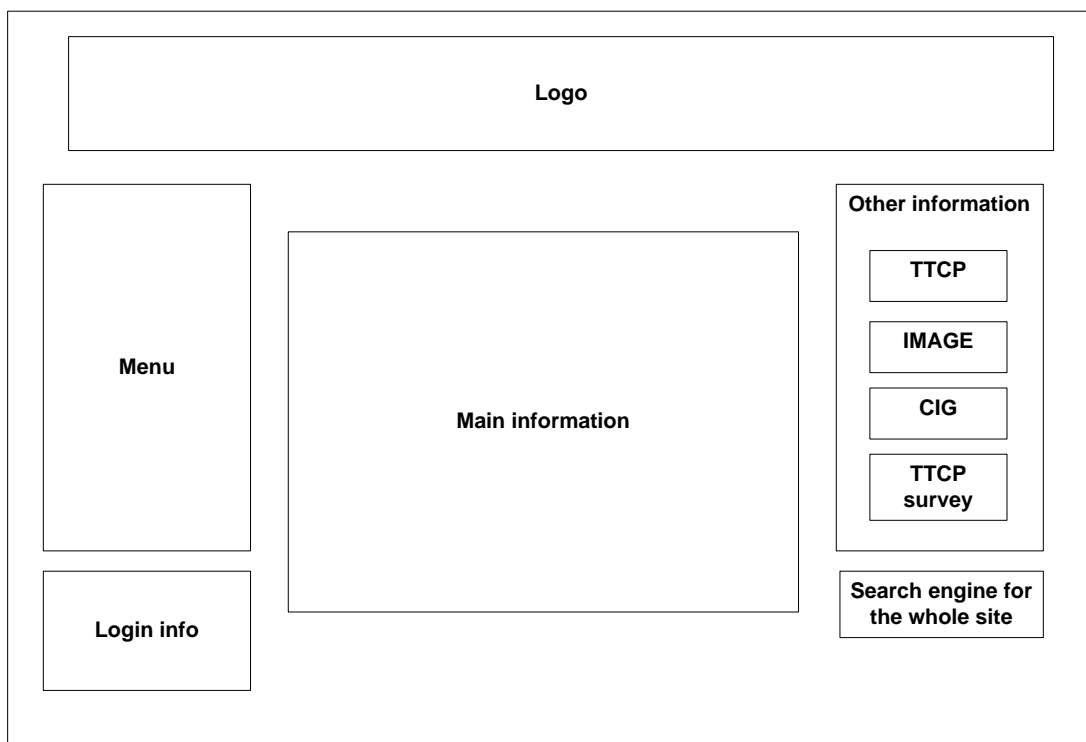 Logo
Menu
Login info
Main information
Other information
TTCP
IMAGE
CIG
TTCP
survey
Search engine for
the whole site